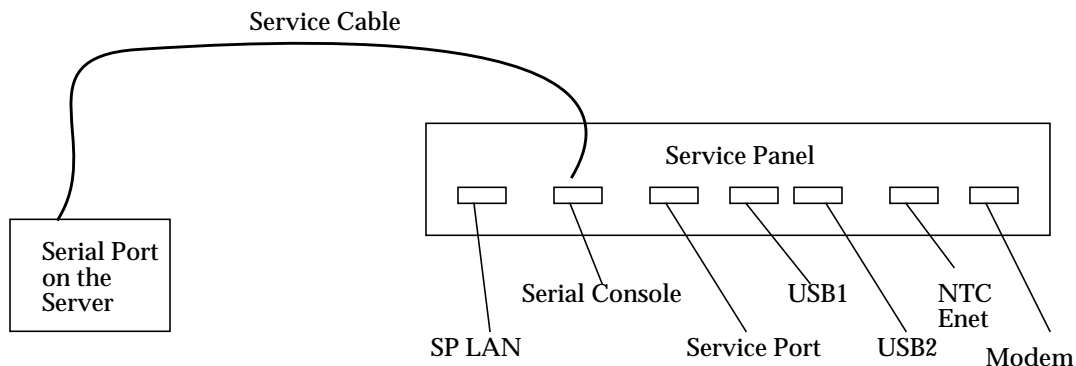 Service Cable
Service Panel
Serial Port
on the
Server
Serial Console
USB1
NTC
Enet
SP LAN
Service Port
USB2
Modem